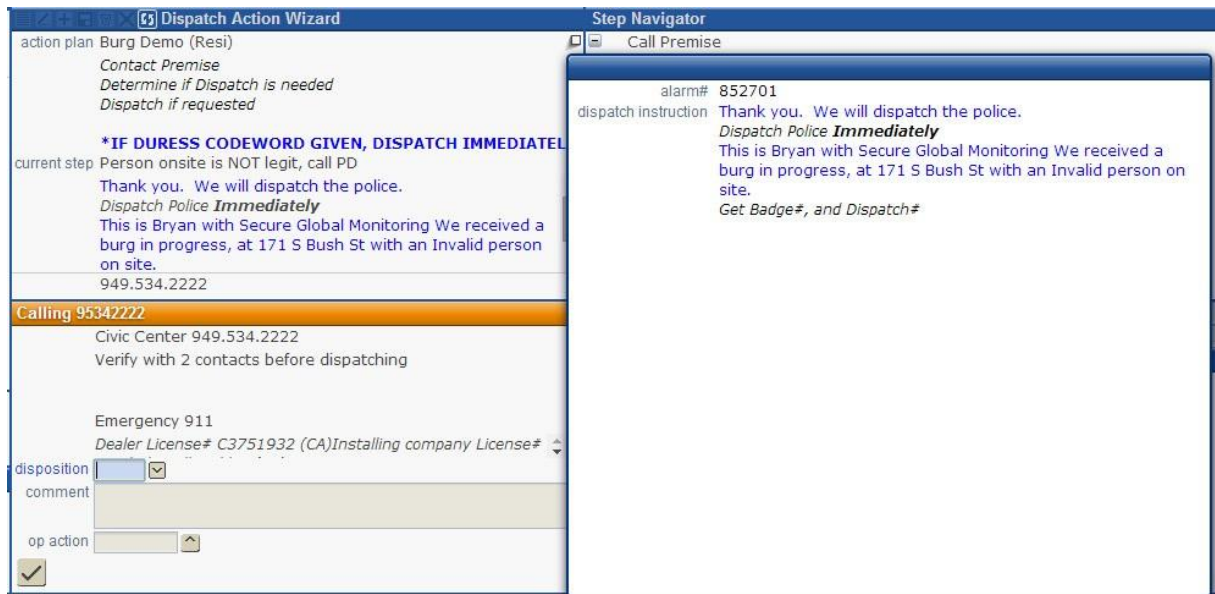 Dispatch Action Wizard
action plan Burg Demo (Resi)
Contact Premise
Determine if Dispatch is needed
Dispatch if requested
*IF DURESS CODEWORD GIVEN, DISPATCH IMMEDIATEL
current step Person onsite is NOT legit, call PD
Thank you. We will dispatch the police.
Dispatch Police Immediately
This is Bryan with Secure Global Monitoring We received a
burg in progress, at 171 S Bush St with an Invalid person
on site.
949.534.2222
Calling 95342222
Civic Center 949.534.2222
Verify with 2 contacts before dispatching
Emergency 911
Dealer License# C3751932 (CA)Installing company License#
disposition
comment
op action
Step Navigator
Call Premise
alarm# 852701
dispatch instruction Thank you. We will dispatch the police.
Dispatch Police Immediately
This is Bryan with Secure Global Monitoring We received a
burg in progress, at 171 S Bush St with an Invalid person on
site.
Get Badge#, and Dispatch#